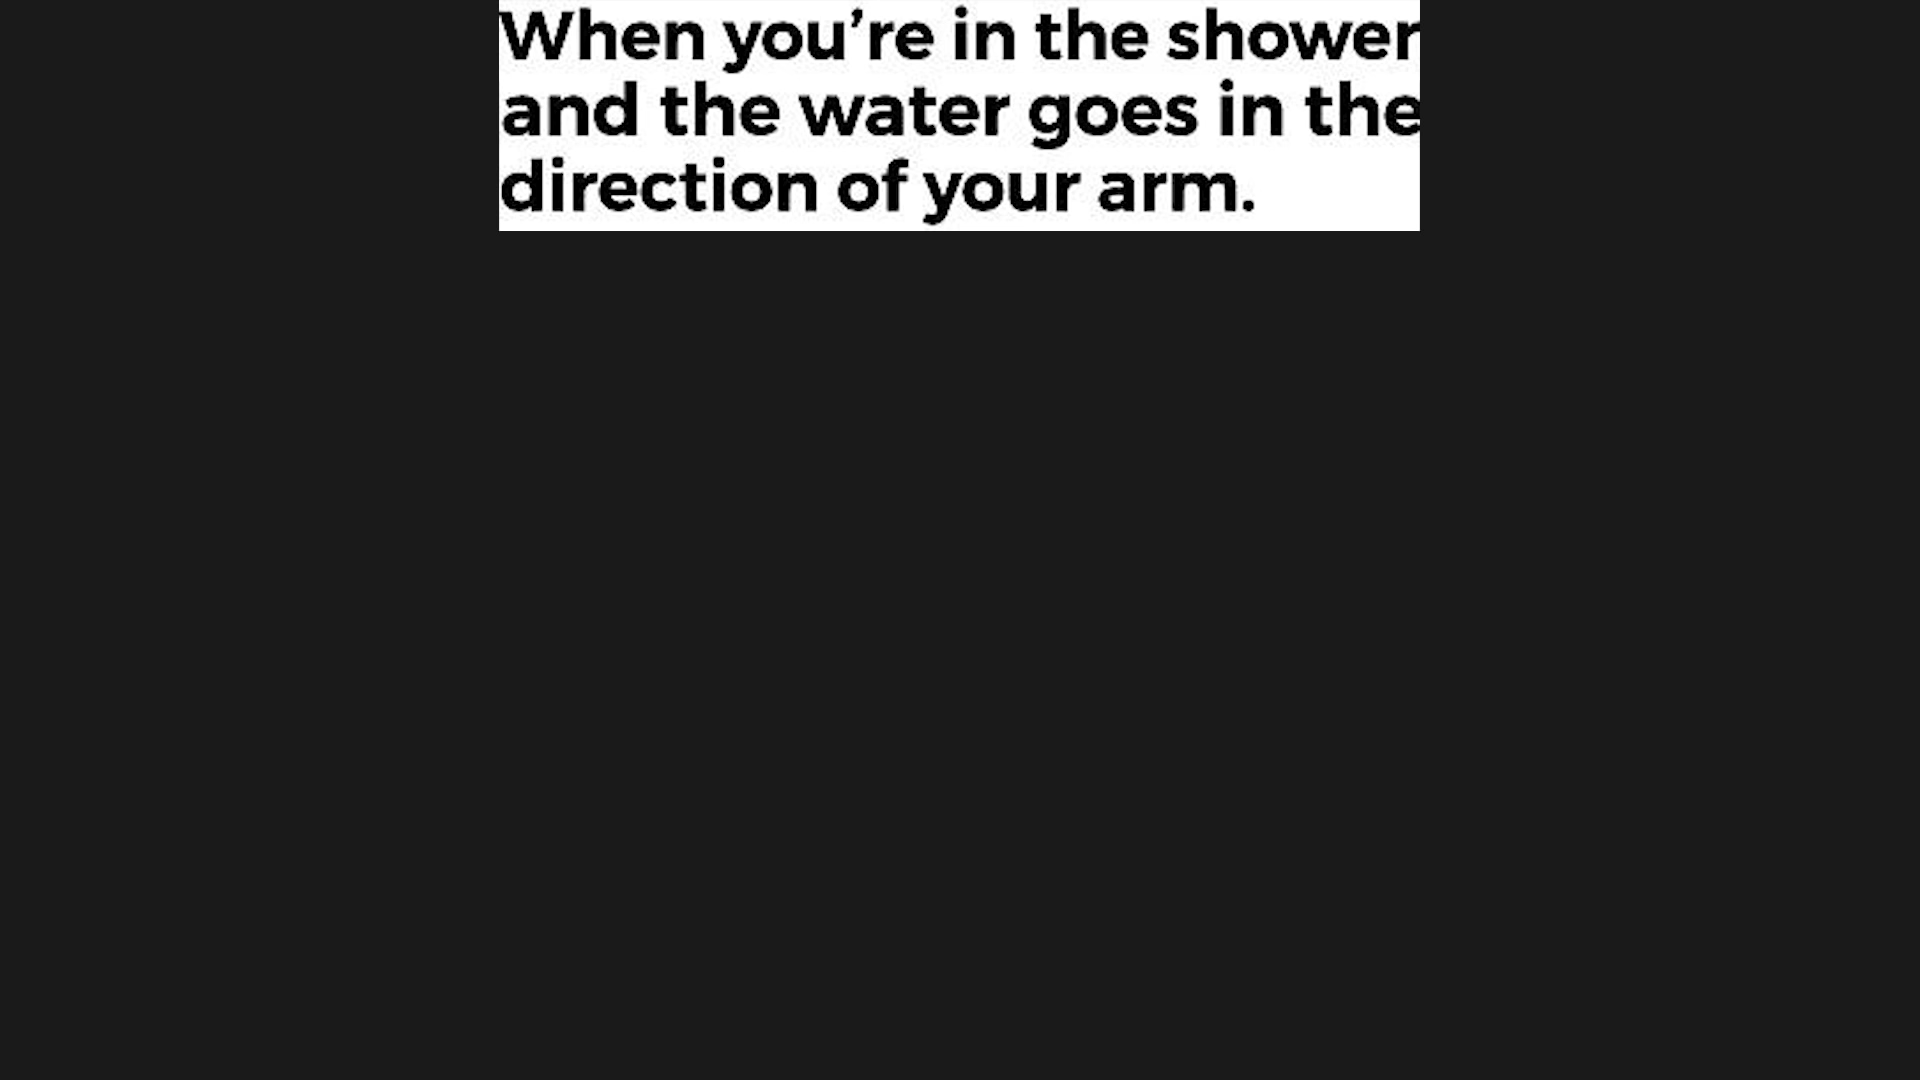 When you’re in the shower
and the water goes in the
direction of your arm.